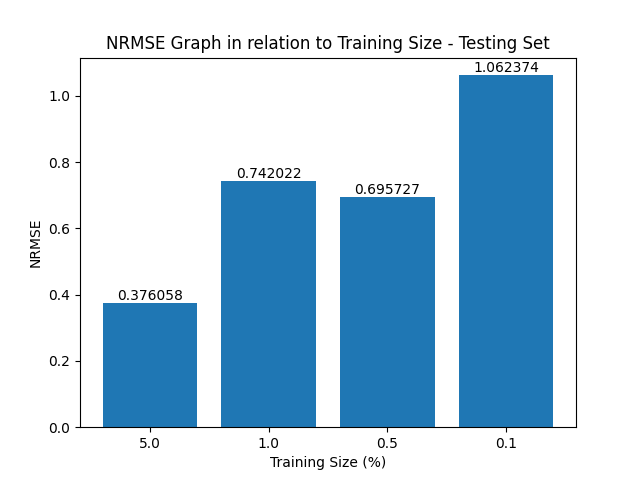 NRMSE Graph in relation to Training Size - Testing Set
1.062374
1.0
0.8
0.742022
0.695727
0.6
NRMSE
0.4
0.376058
0.2
0.0
5.0 1.0 0.5 0.1
Training Size (%)